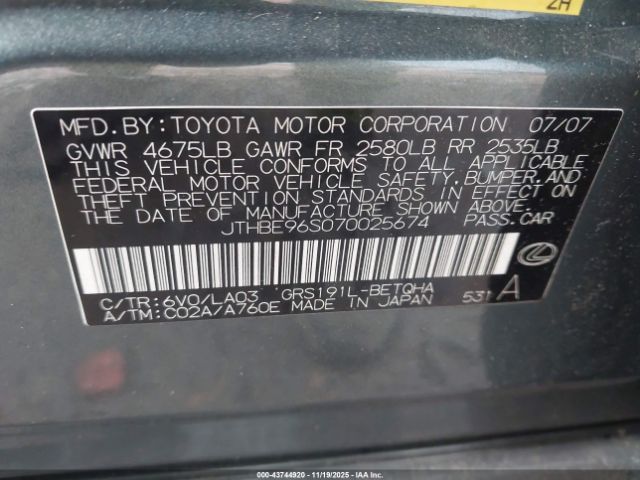 2A
MFD.BY:TOYOTA MOTOR CORPORATION 07/07
GVWR 4675LB GAWR FR 2580LB RR 2535LB
THIS VEHICLE CONFORMS TO ALL APPLICABLE
FEDERAL MOTOR VEHICLE SAFETY,BUMPER,AND
THEFT PREVENTION STANDARDS IN EFFECT ON
THE DATE OF MANUFACTURE SHOWN ABOVE.
JTHBE96S070025674 PASS.CAR
C/TR:6V0/LA03 GRS191L-BETQHA
A/TM:C02A/A760E MADE IN JAPAN 531 A
© IAA 000-43744920 | 11/19/2025 | ©IAA